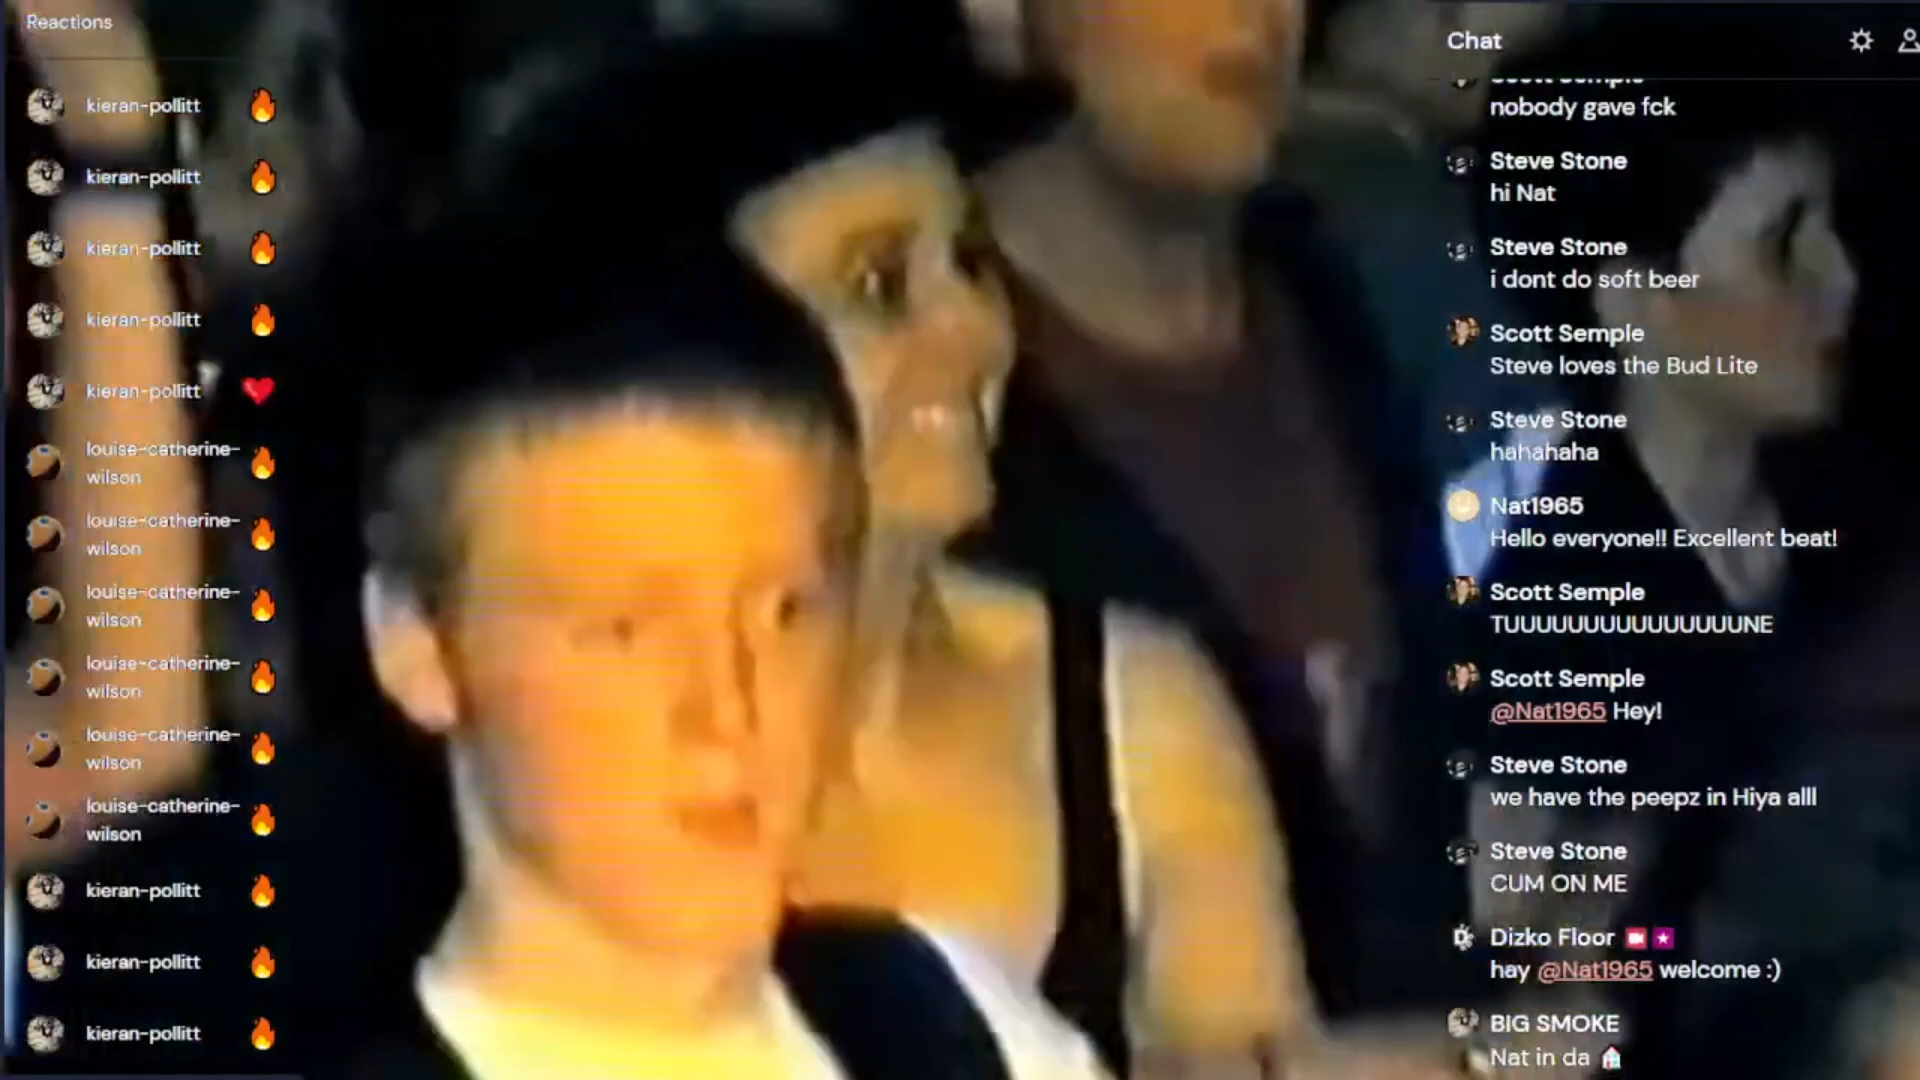 Reactions
kieran-pollitt
kieran-pollitt
kieran-pollitt
kieran-pollitt
kieran-pollitt
louise-catherine-
wilson
louise-catherine-
wilson
louise-catherine-
wilson
louise-catherine-
wilson
louise-catherine-
wilson
louise-catherine-
wilson
kieran-pollitt
kieran-pollitt
kieran-pollitt
Chat
Scott Semple
nobody gave fck
Steve Stone
hi Nat
Steve Stone
i dont do soft beer
Scott Semple
Steve loves the Bud Lite
Steve Stone
hahahaha
Nat1965
Hello everyone!! Excellent beat!
Scott Semple
TUUUUUUUUUUUUUUUNE
Scott Semple
@Nat1965 Hey!
Steve Stone
we have the peepz in Hiya alll
Steve Stone
CUM ON ME
Dizko Floor
hay @Nat1965 welcome :)
BIG SMOKE
Nat in da 🏠